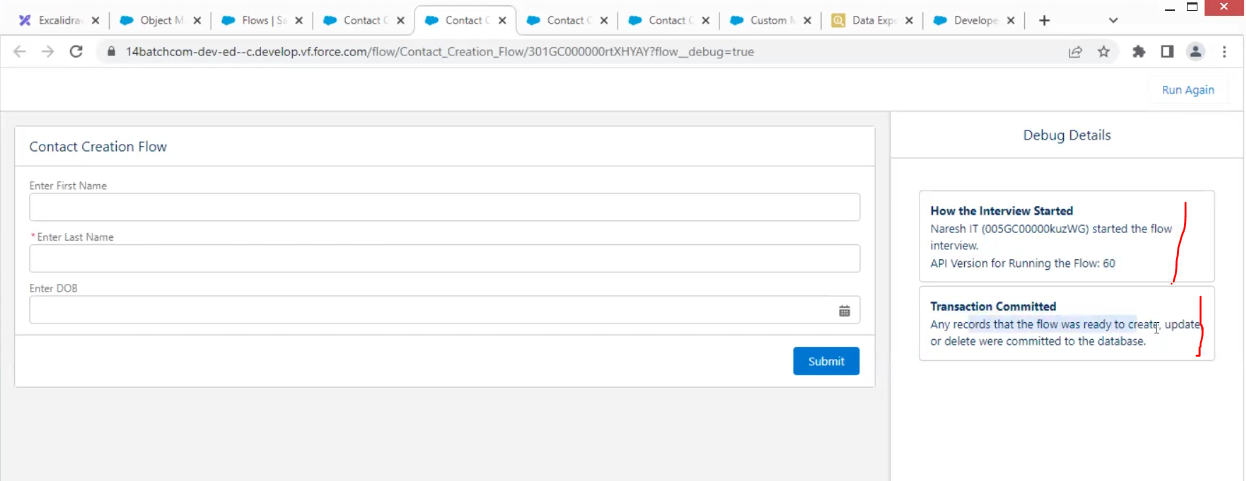 Excalidraw
Object M
Flows | Sa
Contact C
Contact C
Contact C
Contact C
Custom M
Data Expo
Develope
14batchcom-dev-ed--c.develop.vf.force.com/flow/Contact_Creation_Flow/301GC000000rtXHYAY?flow__debug=true
Run Again
Contact Creation Flow
Enter First Name
*Enter Last Name
Enter DOB
Submit
Debug Details
How the Interview Started
Naresh IT (005GC00000kuzWG) started the flow
interview.
API Version for Running the Flow: 60
Transaction Committed
Any records that the flow was ready to create, update
or delete were committed to the database.